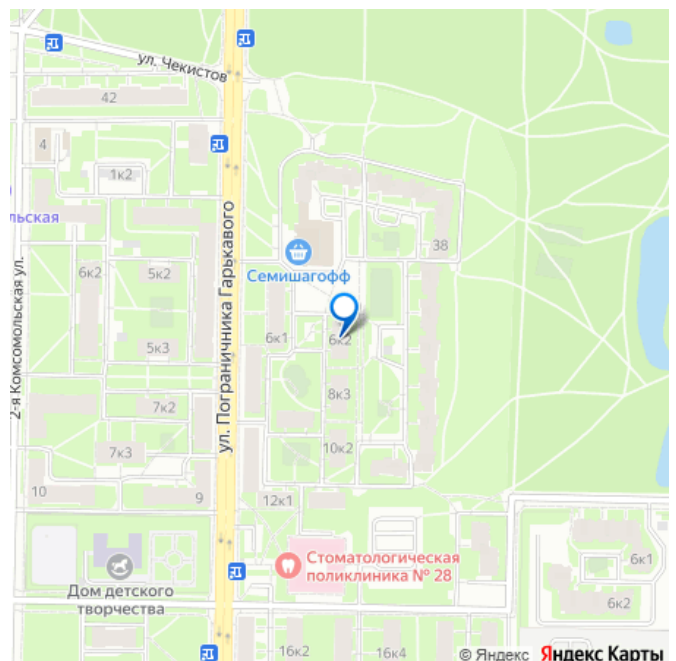 ул. Чекистов
42
4
1к2
льская
38
Семишагофф
6к2
5к2
6к1
6к2
2-я Комсомольская ул.
ул. Пограничника Гарькавого
5к3
8к3
7к2
10к2
7к3
10
9
12к1
Стоматологическая
поликлиника № 28
6к1
Дом детского
творчества
6к2
16к2
16к4
© Яндекс Яндекс Карты